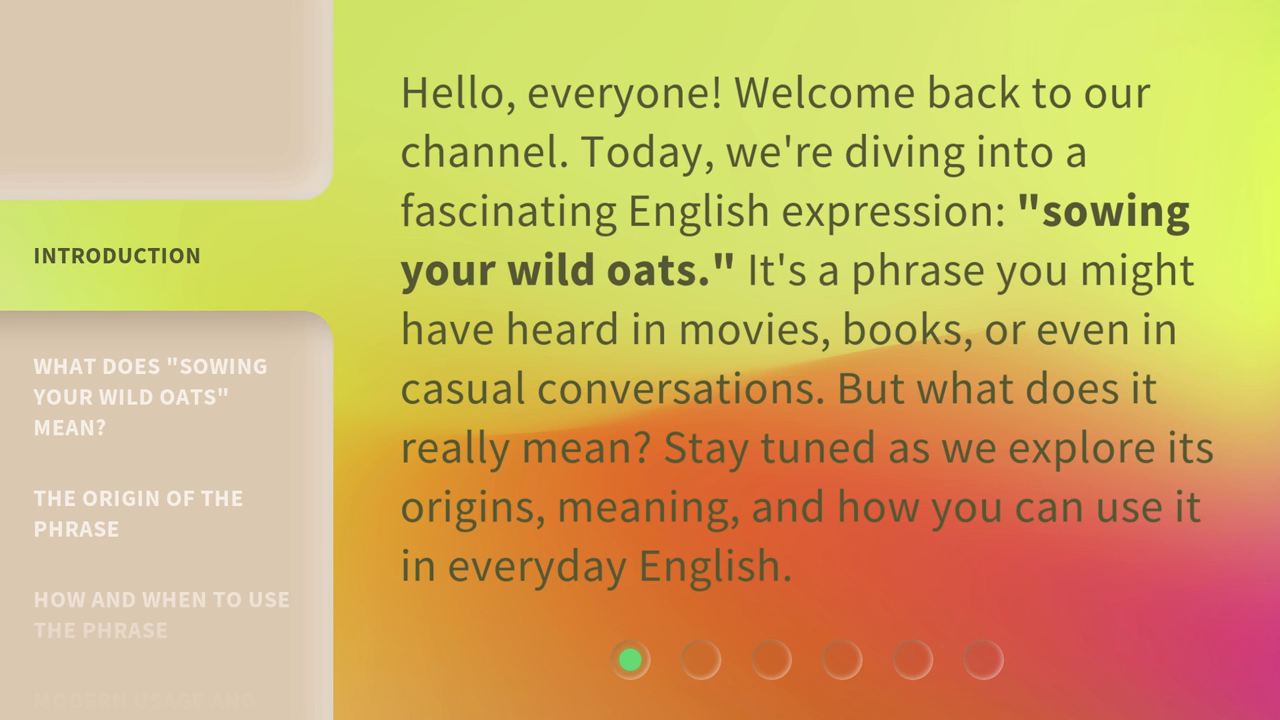 INTRODUCTION
WHAT DOES "SOWING
YOUR WILD OATS"
MEAN?
THE ORIGIN OF THE
PHRASE
HOW AND WHEN TO USE
THE PHRASE
MODERN USAGE AND
Hello, everyone! Welcome back to our
channel. Today, we're diving into a
fascinating English expression: "sowing
your wild oats." It's a phrase you might
have heard in movies, books, or even in
casual conversations. But what does it
really mean? Stay tuned as we explore its
origins, meaning, and how you can use it
in everyday English.